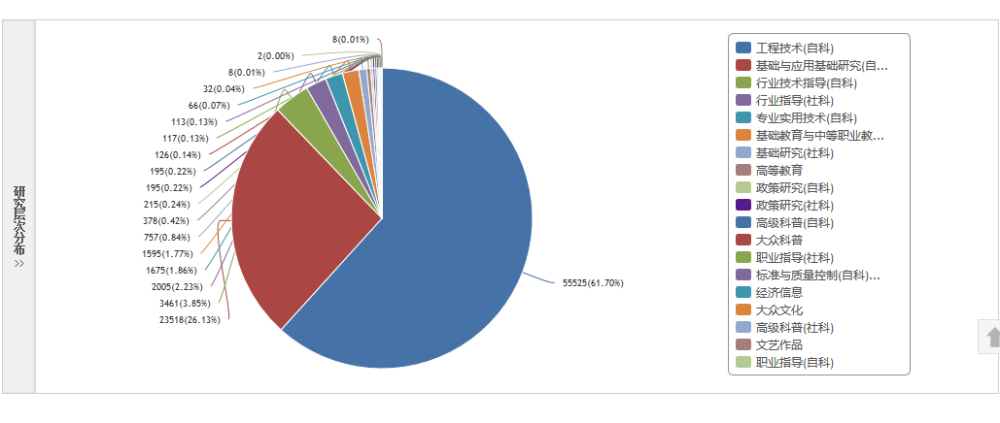 研究层次分布
>>
8(0.01%)
2(0.00%)
8(0.01%)
32(0.04%)
66(0.07%)
113(0.13%)
117(0.13%)
126(0.14%)
195(0.22%)
195(0.22%)
215(0.24%)
378(0.42%)
757(0.84%)
1595(1.77%)
1675(1.86%)
2005(2.23%)
3461(3.85%)
23518(26.13%)
55525(61.70%)
工程技术(自科)
基础与应用基础研究(自...
行业技术指导(自科)
行业指导(社科)
专业实用技术(自科)
基础教育与中等职业教...
基础研究(社科)
高等教育
政策研究(自科)
政策研究(社科)
高级科普(自科)
大众科普
职业指导(社科)
标准与质量控制(自科)...
经济信息
大众文化
高级科普(社科)
文艺作品
职业指导(自科)